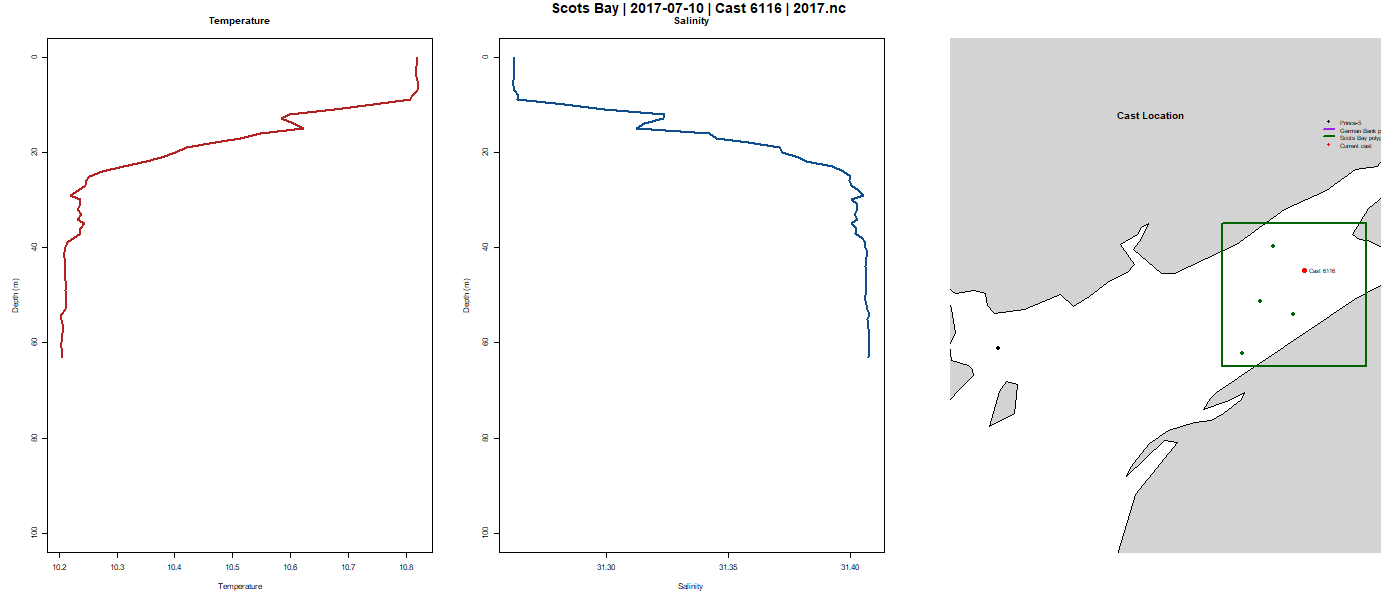 Scots Bay | 2017-07-10 | Cast 6116 | 2017.nc
Temperature
0
20
40
60
80
100
Depth (m)
10.2 10.3 10.4 10.5 10.6 10.7 10.8
Temperature
Salinity
0
20
40
60
80
100
Depth (m)
31.30 31.35 31.40
Salinity
Cast Location
Prince-5
German Bank p
Scots Bay polyg
Current cast
Cast 6116